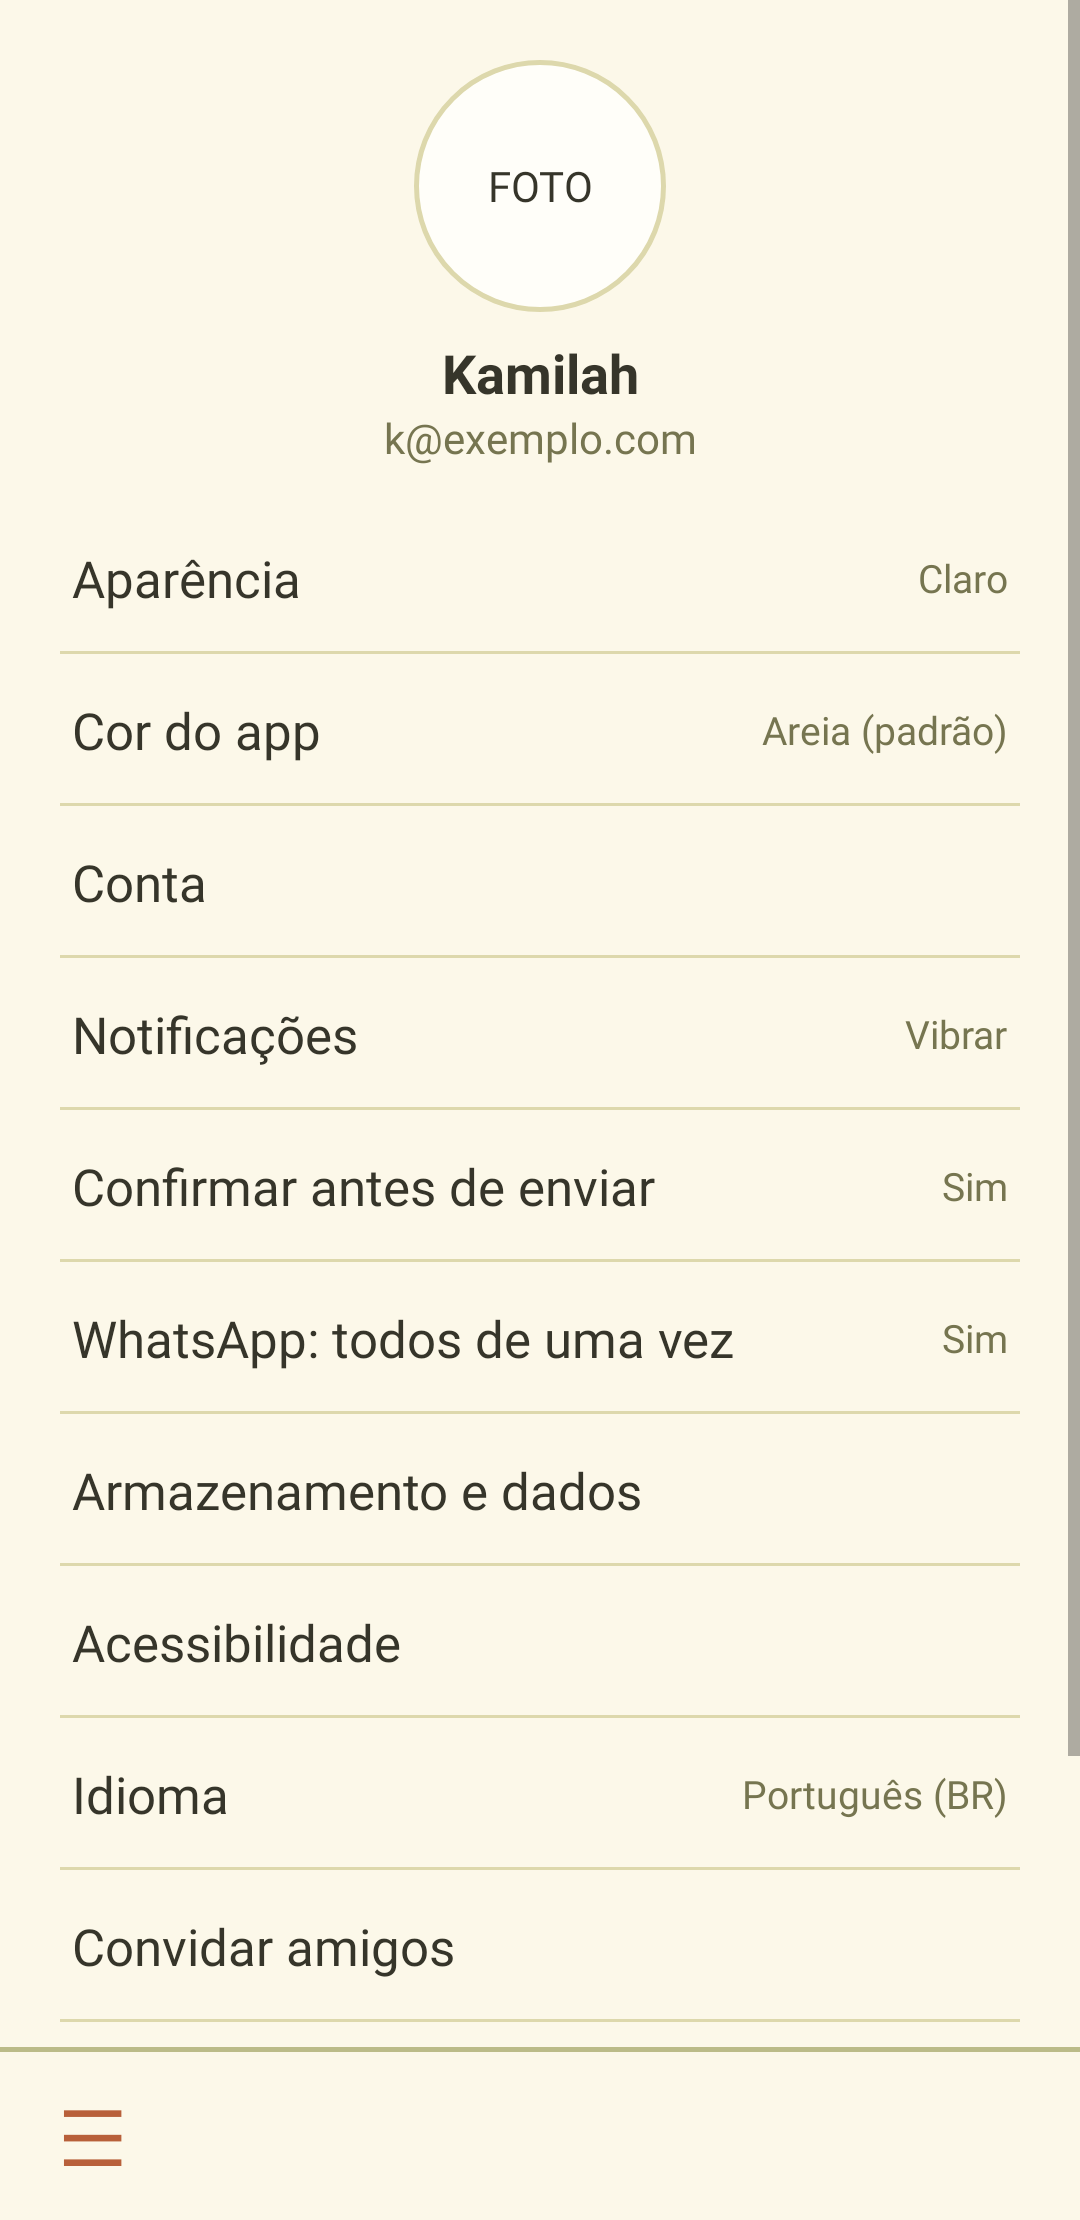 FOTO
Kamilah
k@exemplo.com
Aparência Claro
Cor do app Areia (padrão)
Conta
Notificações Vibrar
Confirmar antes de enviar Sim
WhatsApp: todos de uma vez Sim
Armazenamento e dados
Acessibilidade
Idioma Português (BR)
Convidar amigos